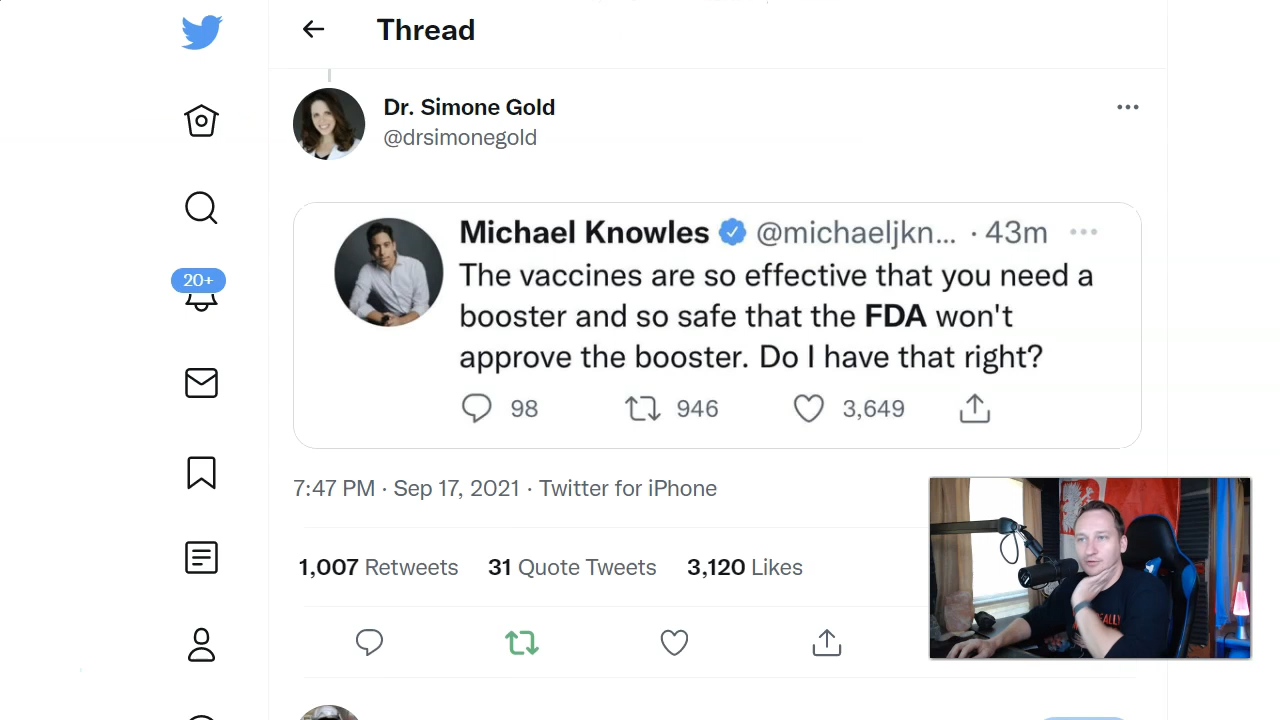 Thread
Dr. Simone Gold
@drsimonegold
Michael Knowles @michaeljkn... · 43m
The vaccines are so effective that you need a
booster and so safe that the FDA won't
approve the booster. Do I have that right?
98 946 3,649
20+
7:47 PM · Sep 17, 2021 · Twitter for iPhone
1,007 Retweets 31 Quote Tweets 3,120 Likes